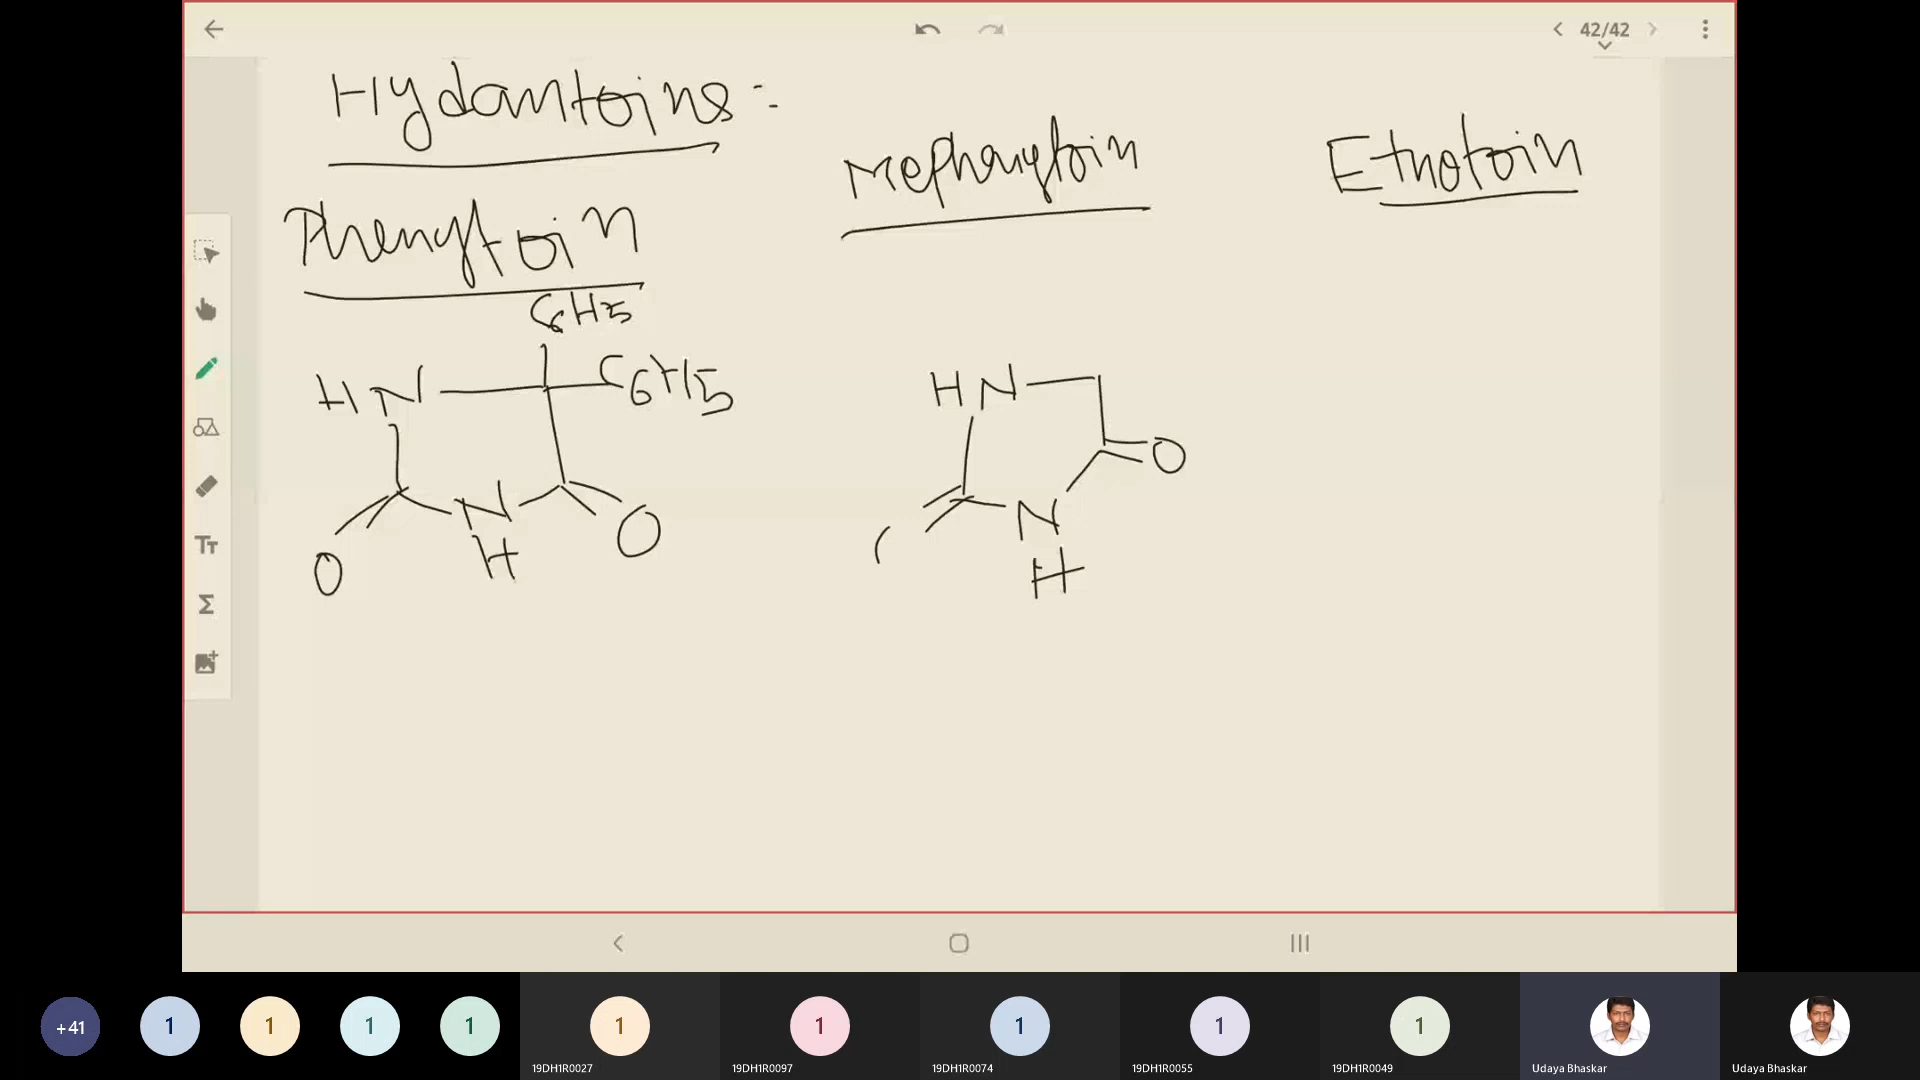 42/42
Hydantoins :-
Mephenytoin
Ethotoin
Phenytoin
C6H5
HN
C6H5
HN
O
N
O
O
N
H
H
Tт
Σ
+41
1
1
1
1
1
1
1
1
1
19DH1R0027
19DH1R0097
19DH1R0074
19DH1R0055
19DH1R0049
Udaya Bhaskar
Udaya Bhaskar